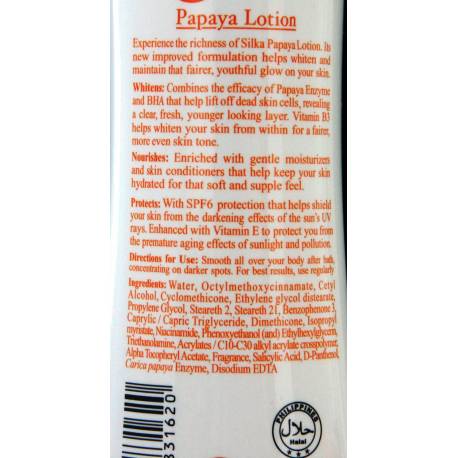 Papaya Lotion
Experience the richness of Silka Papaya Lotion. Its
new improved formulation helps whiten and
maintain that fairer, youthful glow on your skin.
Whitens: Combines the efficacy of Papaya Enzyme
and BHA that help lift off dead skin cells, revealing
a clear, fresh, younger looking layer. Vitamin B3
helps whiten your skin from within for a fairer,
more even skin tone.
Nourishes: Enriched with gentle moisturizers
and skin conditioners that help keep your skin
hydrated for that soft and supple feel.
Protects: With SPF6 protection that helps shield
your skin from the darkening effects of the sun's UV
rays. Enhanced with Vitamin E to protect you from
the premature aging effects of sunlight and pollution.
Directions for Use: Smooth all over your body after bath,
concentrating on darker spots. For best results, use regularly
Ingredients: Water, Octylmethoxycinnamate, Cetyl
Alcohol, Cyclomethicone, Ethylene glycol distearate,
Propylene Glycol, Steareth 2, Steareth 21, Benzophenone 3,
Caprylic / Capric Triglyceride, Dimethicone, Isopropyl
myristate, Niacinamide, Phenoxyethanol (and) Ethylhexylglycerin,
Triethanolamine, Acrylates / C10-C30 alkyl acrylate crosspolymer,
Alpha Tocopheryl Acetate, Fragrance, Salicylic Acid, D-Panthenol,
Carica papaya Enzyme, Disodium EDTA
331620
PHILIPPINES
حلال
Halal